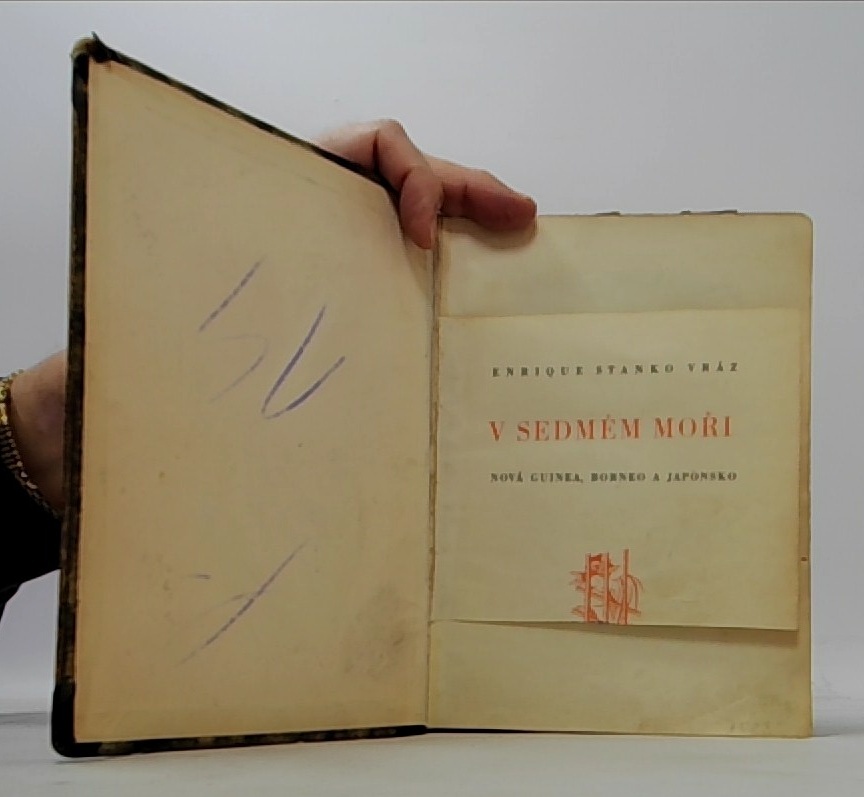 ENRIQUE STANKO VRÁZ
V SEDMÉM MOŘI
NOVÁ GUINEA, BORNEO A JAPONSKO